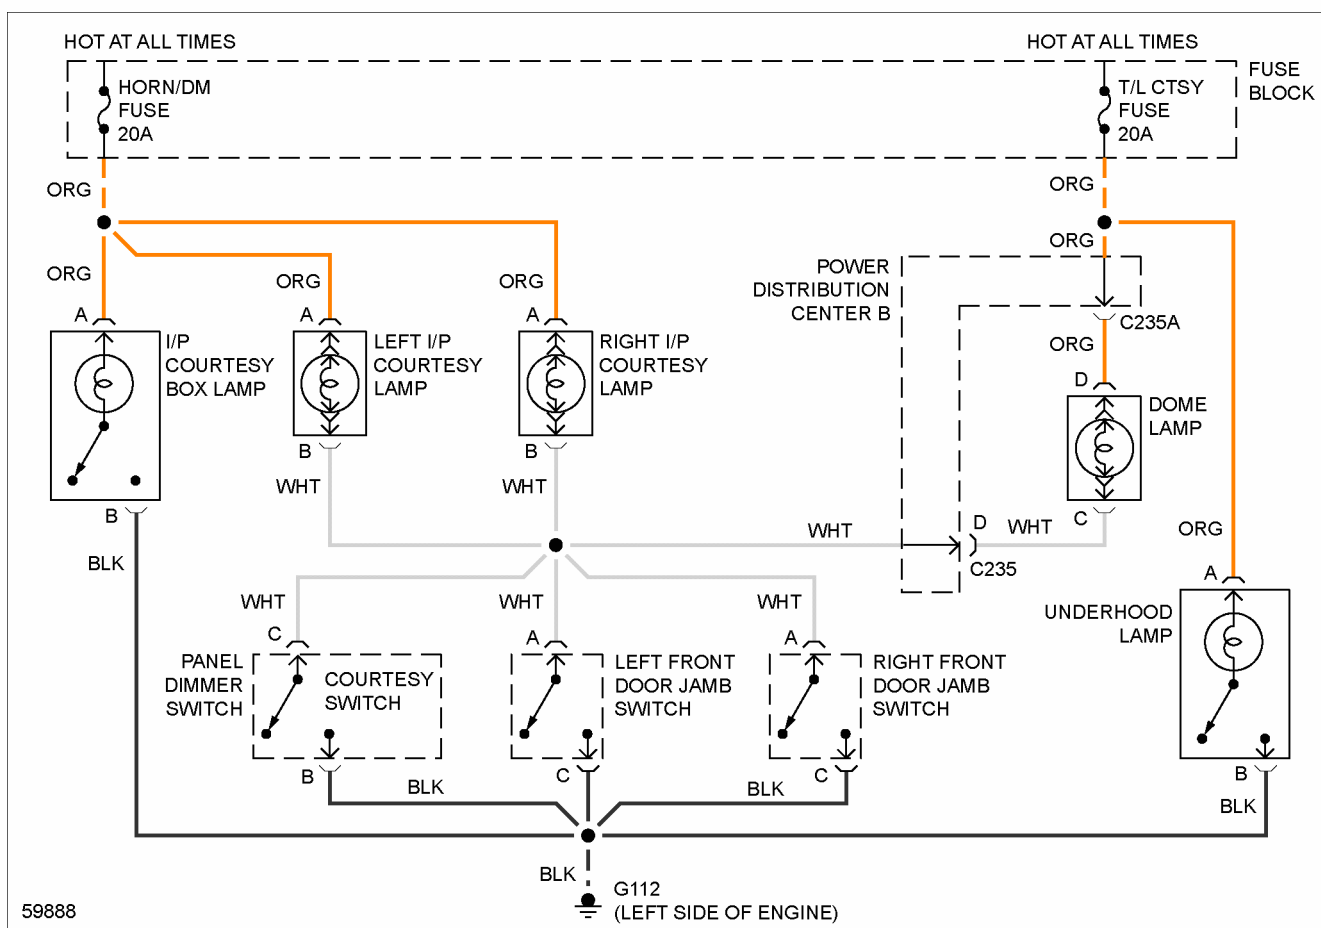 HOT AT ALL TIMES
HOT AT ALL TIMES
HORN/DM
FUSE
20A
T/L CTSY
FUSE
20A
FUSE
BLOCK
ORG
ORG
ORG
ORG
ORG
ORG
POWER
DISTRIBUTION
CENTER B
A
A
A
C235A
I/P
COURTESY
BOX LAMP
LEFT I/P
COURTESY
LAMP
RIGHT I/P
COURTESY
LAMP
ORG
D
DOME
LAMP
B
B
B
C
WHT
WHT
WHT
D
WHT
C235
ORG
BLK
A
WHT
WHT
WHT
C
A
A
UNDERHOOD
LAMP
PANEL
DIMMER
SWITCH
COURTESY
SWITCH
LEFT FRONT
DOOR JAMB
SWITCH
RIGHT FRONT
DOOR JAMB
SWITCH
B
C
C
B
BLK
BLK
BLK
BLK
G112
(LEFT SIDE OF ENGINE)
59888